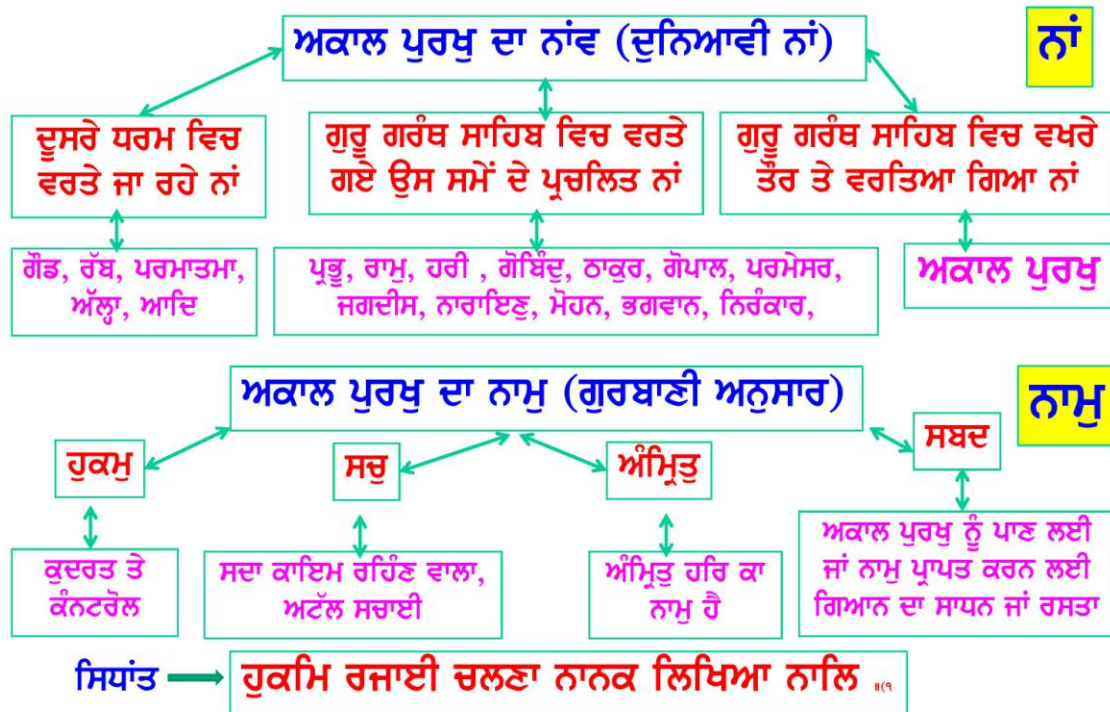 ਅਕਾਲ ਪੁਰਖੁ ਦਾ ਨਾਂਵ (ਦੁਨਿਆਵੀ ਨਾਂ)
ਨਾਂ
ਦੂਸਰੇ ਧਰਮ ਵਿਚ
ਵਰਤੇ ਜਾ ਰਹੇ ਨਾਂ
ਗੁਰੂ ਗਰੰਥ ਸਾਹਿਬ ਵਿਚ ਵਰਤੇ
ਗਏ ਉਸ ਸਮੇਂ ਦੇ ਪ੍ਰਚਲਿਤ ਨਾਂ
ਗੁਰੂ ਗਰੰਥ ਸਾਹਿਬ ਵਿਚ ਵਖਰੇ
ਤੌਰ ਤੇ ਵਰਤਿਆ ਗਿਆ ਨਾਂ
ਗੌਡ, ਰੱਬ, ਪਰਮਾਤਮਾ,
ਅੱਲ੍ਹਾ, ਆਦਿ
ਪ੍ਰਭੂ, ਰਾਮੁ, ਹਰੀ , ਗੋਬਿੰਦੁ, ਠਾਕੁਰ, ਗੋਪਾਲ, ਪਰਮੇਸਰ,
ਜਗਦੀਸ, ਨਾਰਾਇਣੁ, ਮੋਹਨ, ਭਗਵਾਨ, ਨਿਰੰਕਾਰ,
ਅਕਾਲ ਪੁਰਖੁ
ਅਕਾਲ ਪੁਰਖੁ ਦਾ ਨਾਮੁ (ਗੁਰਬਾਣੀ ਅਨੁਸਾਰ)
ਨਾਮੁ
ਹੁਕਮੁ
ਸਚੁ
ਅੰਮ੍ਰਿਤੁ
ਸਬਦ
ਕੁਦਰਤ ਤੇ
ਕੰਨਟਰੋਲ
ਸਦਾ ਕਾਇਮ ਰਹਿੰਣ ਵਾਲਾ,
ਅਟੱਲ ਸਚਾਈ
ਅੰਮ੍ਰਿਤੁ ਹਰਿ ਕਾ
ਨਾਮੁ ਹੈ
ਅਕਾਲ ਪੁਰਖੁ ਨੂੰ ਪਾਣ ਲਈ
ਜਾਂ ਨਾਮੁ ਪ੍ਰਾਪਤ ਕਰਨ ਲਈ
ਗਿਆਨ ਦਾ ਸਾਧਨ ਜਾਂ ਰਸਤਾ
ਸਿਧਾਂਤ
ਹੁਕਮਿ ਰਜਾਈ ਚਲਣਾ ਨਾਨਕ ਲਿਖਿਆ ਨਾਲਿ ॥(੧